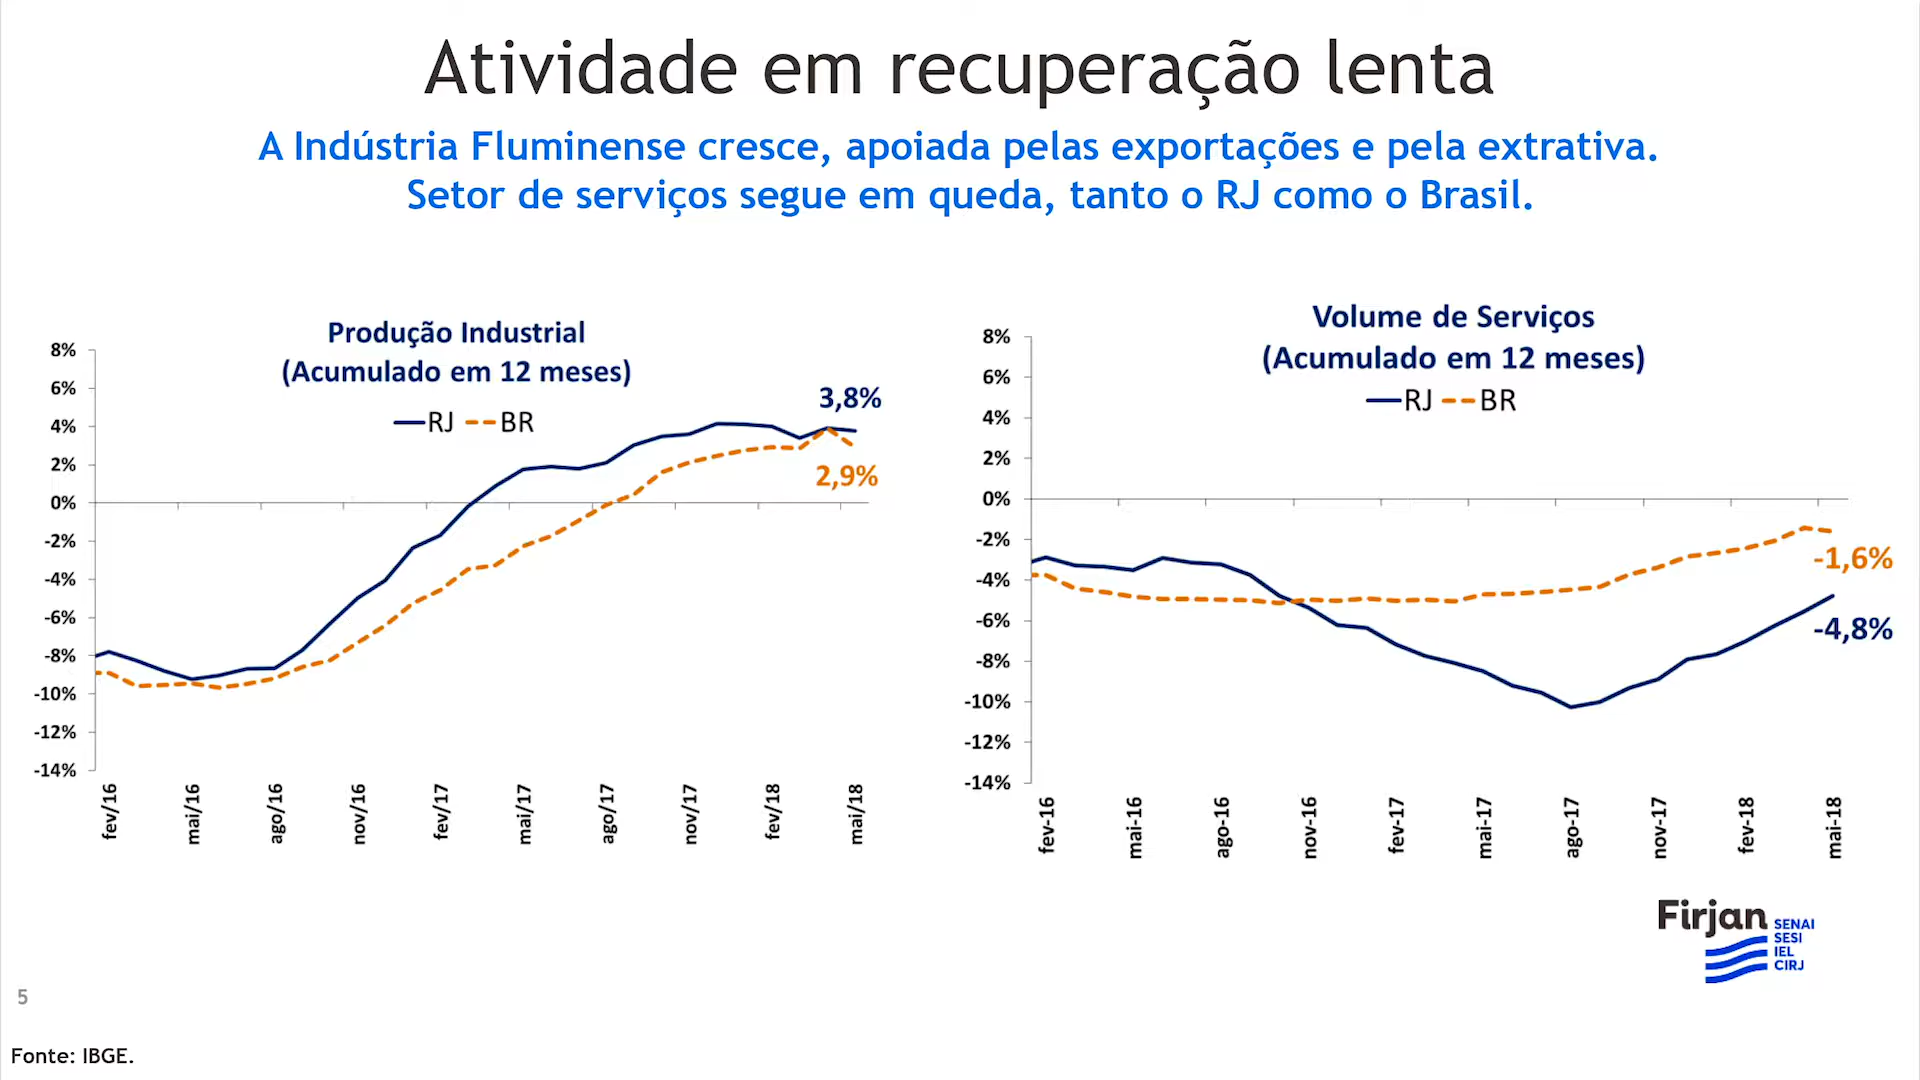 Atividade em recuperação lenta
A Indústria Fluminense cresce, apoiada pelas exportações e pela extrativa.
Setor de serviços segue em queda, tanto o RJ como o Brasil.
Produção Industrial
(Acumulado em 12 meses)
RJ BR
8%
6%
4%
2%
0%
-2%
-4%
-6%
-8%
-10%
-12%
-14%
3,8%
2,9%
fev/16 mai/16 ago/16 nov/16 fev/17 mai/17 ago/17 nov/17 fev/18 mai/18
Volume de Serviços
(Acumulado em 12 meses)
RJ BR
8%
6%
4%
2%
0%
-2%
-4%
-6%
-8%
-10%
-12%
-14%
-1,6%
-4,8%
fev-16 mai-16 ago-16 nov-16 fev-17 mai-17 ago-17 nov-17 fev-18 mai-18
Firjan
SENAI
SESI
IEL
CIRJ
5
Fonte: IBGE.